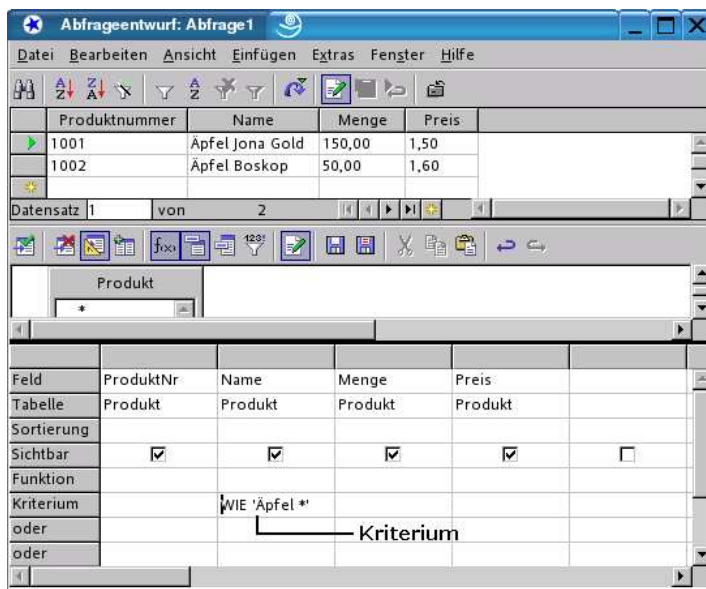 Abfrageentwurf: Abfrage1
Datei Bearbeiten Ansicht Einfügen Extras Fenster Hilfe
Produktnummer Name Menge Preis
1001 Äpfel Jona Gold 150,00 1,50
1002 Äpfel Boskop 50,00 1,60
Datensatz 1 von 2
Produkt
*
Feld ProduktNr Name Menge Preis
Tabelle Produkt Produkt Produkt Produkt
Sortierung
Sichtbar
Funktion
Kriterium WIE 'Äpfel *'
oder Kriterium
oder